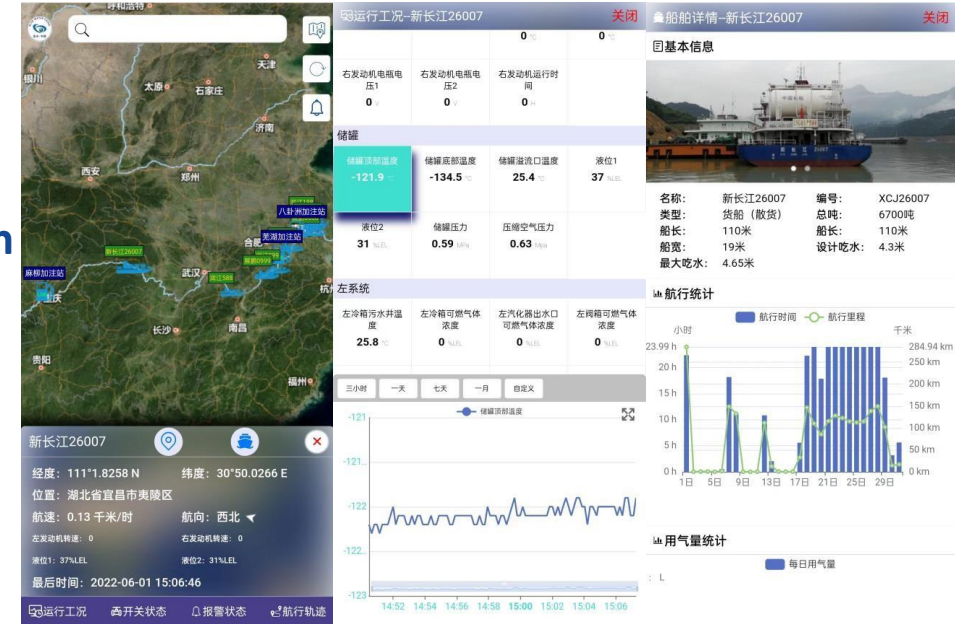 呼和浩特
天津
银川
太原
石家庄
济南
西安
郑州
八卦洲加注站
合肥
芜湖加注站
新长江26007
武汉
麻柳加注站
重庆
杭州
长沙
南昌
贵阳
福州
新长江26007
经度：111°1.8258 N 纬度：30°50.0266 E
位置：湖北省宜昌市夷陵区
航速：0.13 千米/时 航向：西北
左发动机转速：0 右发动机转速：0
液位1：37%LEL 液位2：31%LEL
最后时间：2022-06-01 15:06:46
运行工况 开关状态 报警状态 航行轨迹
运行工况–新长江26007 关闭
0 ℃ 0 ℃
右发动机电瓶电压1 右发动机电瓶电压2 右发动机运行时间
0 V 0 V 0 H
储罐
储罐顶部温度 储罐底部温度 储罐溢流口温度 液位1
-121.9 ℃ -134.5 ℃ 25.4 ℃ 37 %LEL
液位2 储罐压力 压缩空气压力
31 %LEL 0.59 Mpa 0.63 Mpa
左系统
左冷箱污水井温度 左冷箱可燃气体浓度 左汽化器出水口可燃气体浓度 左阀箱可燃气体浓度
25.8 ℃ 0 %LEL 0 %LEL 0 %LEL
三小时 一天 七天 一月 自定义
储罐顶部温度
-121
-121...
-122
-122...
-123
14:52 14:54 14:56 14:58 15:00 15:02 15:04 15:06
船舶详情–新长江26007 关闭
基本信息
名称： 新长江26007 编号： XCJ26007
类型： 货船（散货） 总吨： 6700吨
船长： 110米 船长： 110米
船宽： 19米 设计吃水： 4.3米
最大吃水： 4.65米
航行统计
航行时间 航行里程
小时 千米
23.99 h 284.94 km
20 h 250 km
15 h 200 km
10 h 150 km
5 h 100 km
0 h 50 km
0 km
1日 5日 9日 13日 17日 21日 25日 29日
用气量统计
每日用气量
: L